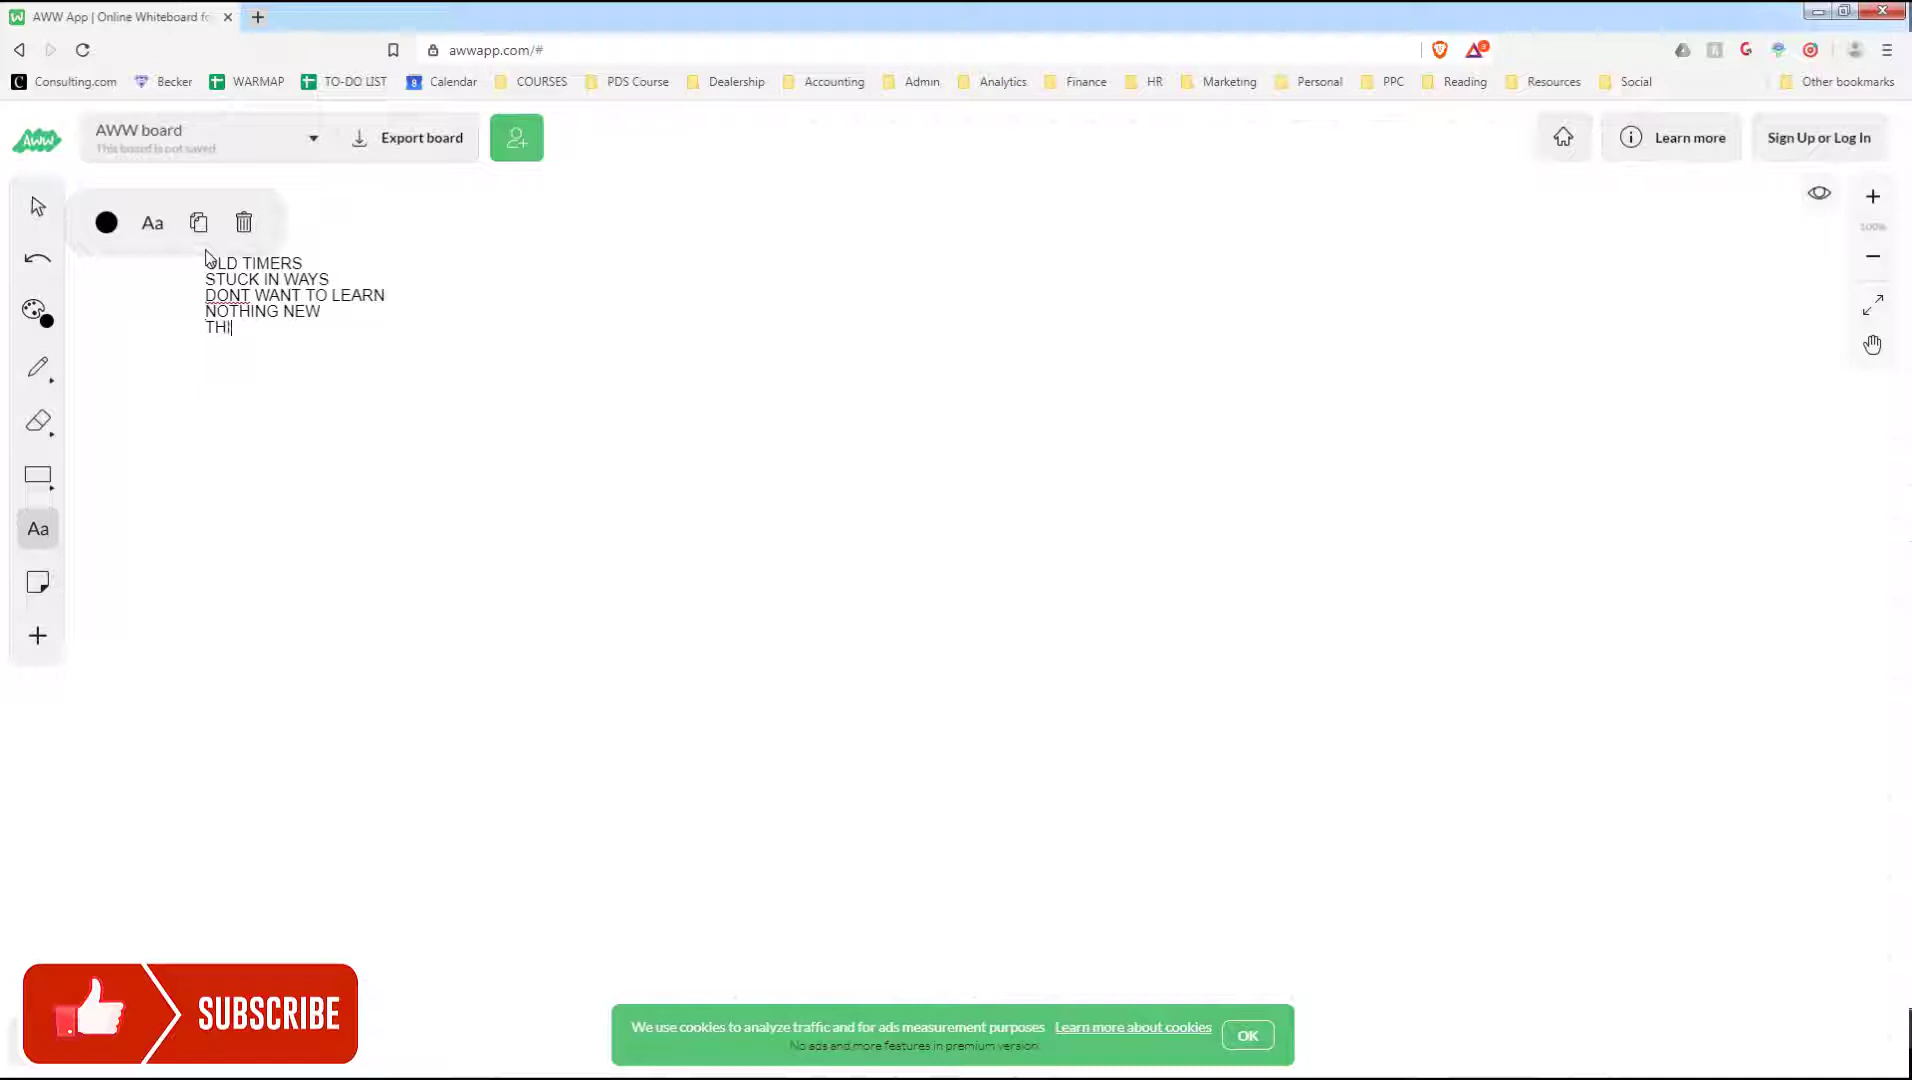 AWW App | Online Whiteboard fo
awwapp.com/#
3
Consulting.com Becker WARMAP TO-DO LIST 8 Calendar COURSES PDS Course Dealership Accounting Admin Analytics Finance HR Marketing Personal PPC Reading Resources Social Other bookmarks
AWW
AWW board
This board is not saved
Export board
Learn more
Sign Up or Log In
Aa
100%
OLD TIMERS
STUCK IN WAYS
DONT WANT TO LEARN
NOTHING NEW
THI
Aa
SUBSCRIBE
We use cookies to analyze traffic and for ads measurement purposes Learn more about cookies
No ads and more features in premium version.
OK